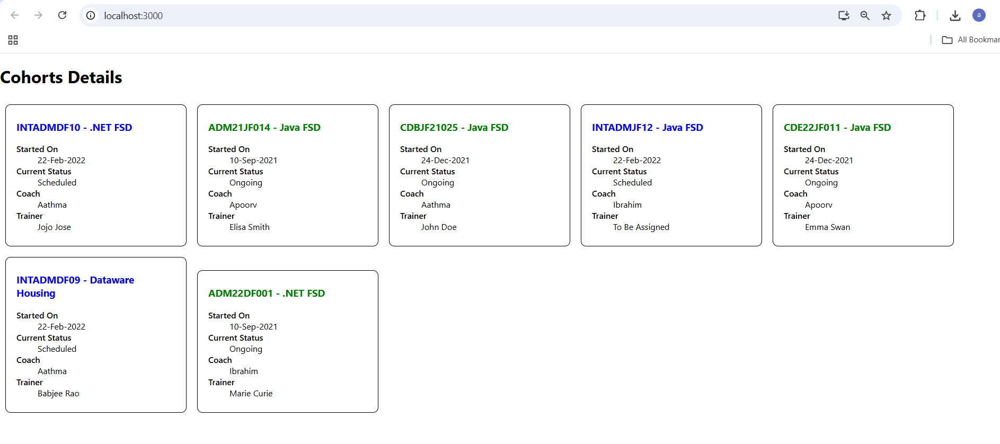 localhost:3000
a
All Bookmar
Cohorts Details
INTADMDF10 - .NET FSD
Started On
22-Feb-2022
Current Status
Scheduled
Coach
Aathma
Trainer
Jojo Jose
ADM21JF014 - Java FSD
Started On
10-Sep-2021
Current Status
Ongoing
Coach
Apoorv
Trainer
Elisa Smith
CDBJF21025 - Java FSD
Started On
24-Dec-2021
Current Status
Ongoing
Coach
Aathma
Trainer
John Doe
INTADMJF12 - Java FSD
Started On
22-Feb-2022
Current Status
Scheduled
Coach
Ibrahim
Trainer
To Be Assigned
CDE22JF011 - Java FSD
Started On
24-Dec-2021
Current Status
Ongoing
Coach
Apoorv
Trainer
Emma Swan
INTADMDF09 - Dataware
Housing
Started On
22-Feb-2022
Current Status
Scheduled
Coach
Aathma
Trainer
Babjee Rao
ADM22DF001 - .NET FSD
Started On
10-Sep-2021
Current Status
Ongoing
Coach
Ibrahim
Trainer
Marie Curie